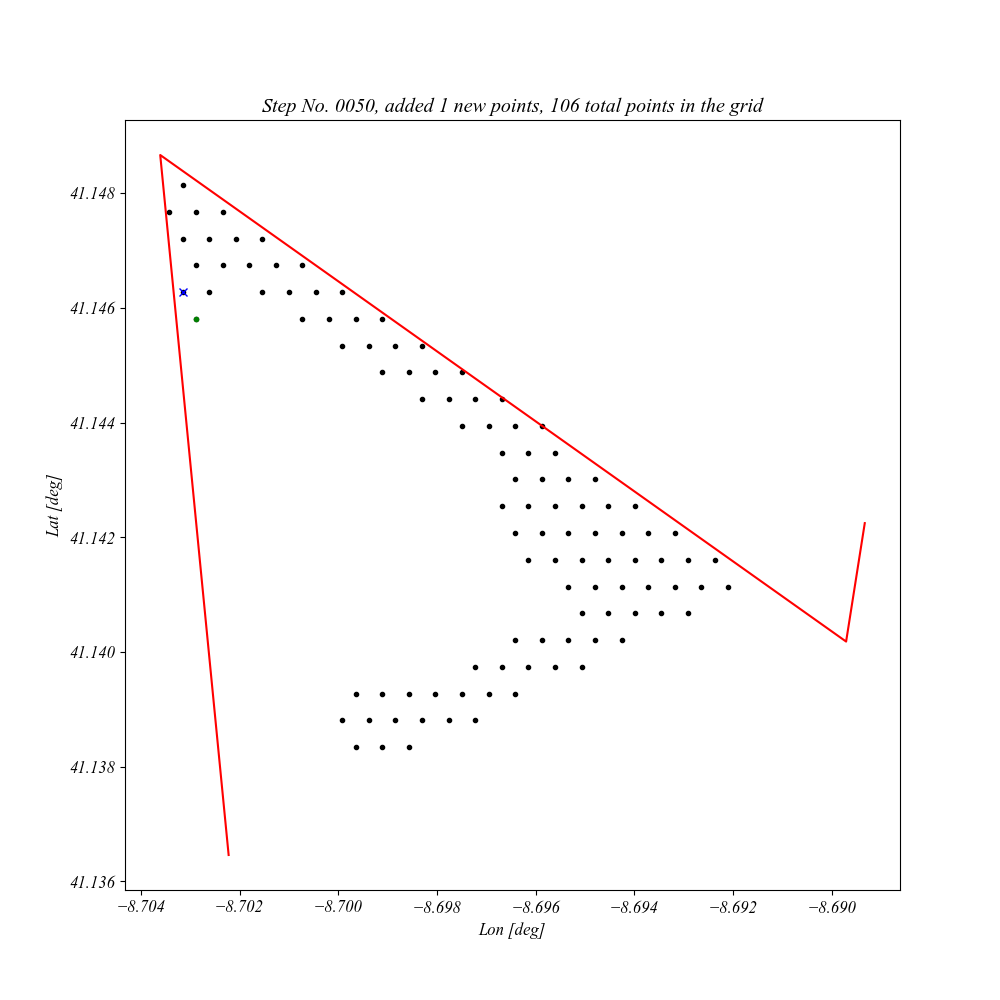 Step No. 0050, added 1 new points, 106 total points in the grid
41.148
41.146
41.144
41.142
41.140
41.138
41.136
Lat [deg]
−8.704 −8.702 −8.700 −8.698 −8.696 −8.694 −8.692 −8.690
Lon [deg]